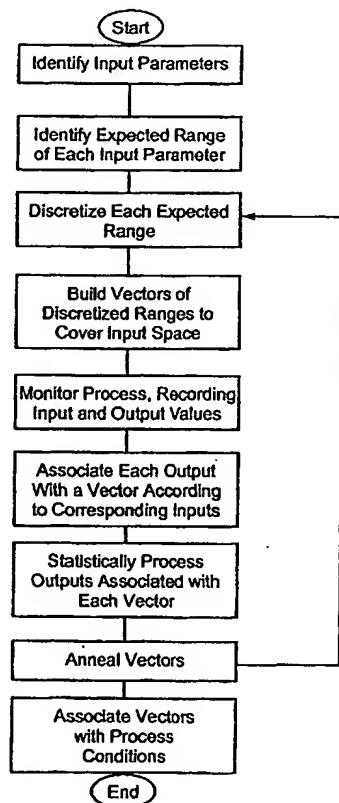 Start
Identify Input Parameters
Identify Expected Range
of Each Input Parameter
Discretize Each Expected
Range
Build Vectors of
Discretized Ranges to
Cover Input Space
Monitor Process, Recording
Input and Output Values
Associate Each Output
With a Vector According
to Corresponding Inputs
Statistically Process
Outputs Associated with
Each Vector
Anneal Vectors
Associate Vectors
with Process
Conditions
End